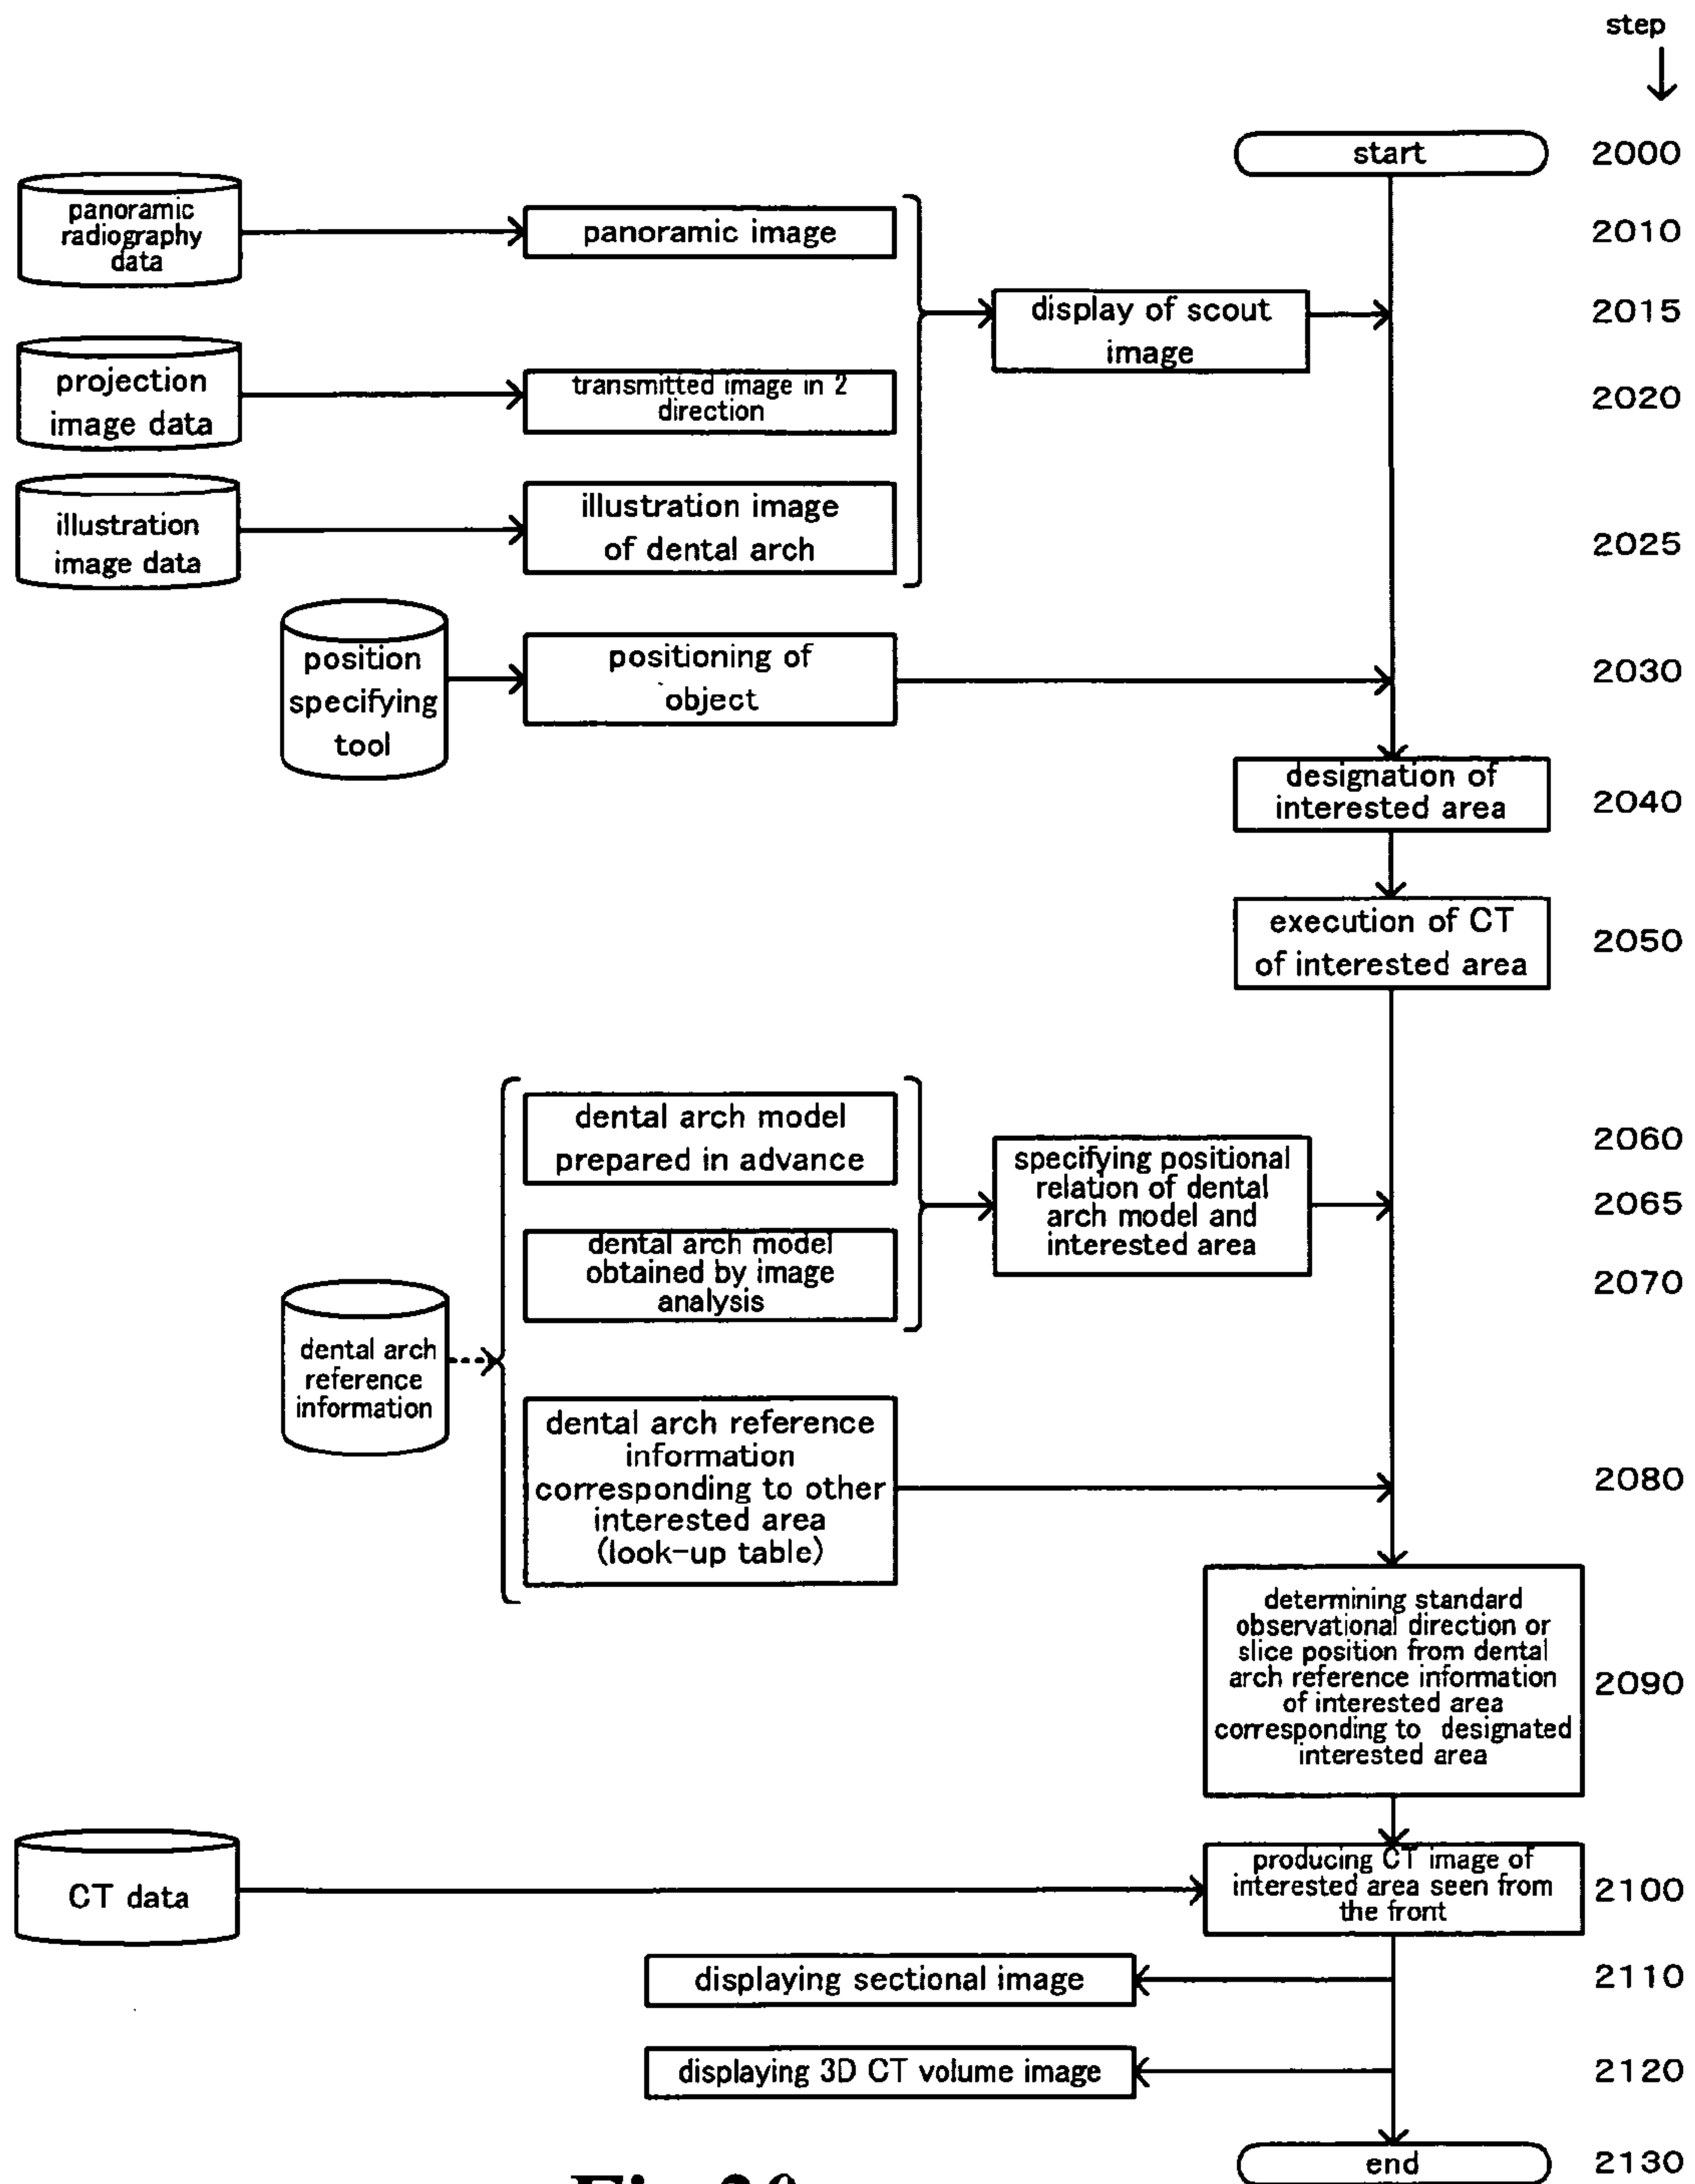 step
start
2000
panoramic
radiography
data
panoramic image
2010
display of scout
image
2015
projection
image data
transmitted image in 2
direction
2020
illustration
image data
illustration image
of dental arch
2025
position
specifying
tool
positioning of
object
2030
designation of
interested area
2040
execution of CT
of interested area
2050
dental arch model
prepared in advance
2060
specifying positional
relation of dental
arch model and
interested area
2065
dental arch model
obtained by image
analysis
2070
dental arch
reference
information
dental arch reference
information
corresponding to other
interested area
(look-up table)
2080
determining standard
observational direction or
slice position from dental
arch reference information
of interested area
corresponding to designated
interested area
2090
CT data
producing CT image of
interested area seen from
the front
2100
displaying sectional image
2110
displaying 3D CT volume image
2120
end
2130